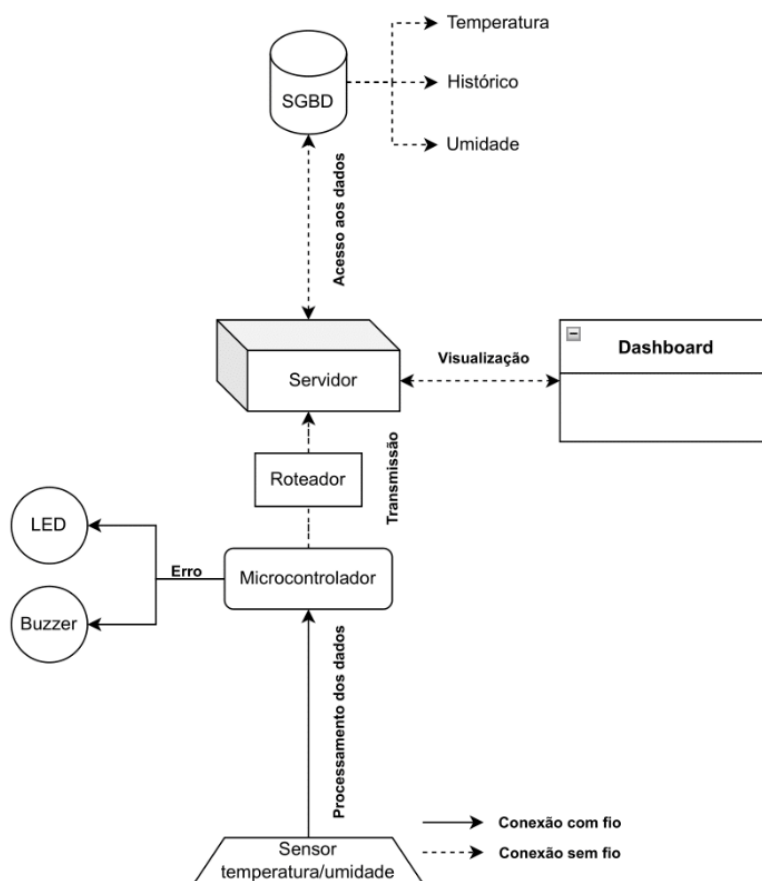 Temperatura
SGBD
Histórico
Umidade
Acesso aos dados
Dashboard
Visualização
Servidor
Roteador
Transmissão
LED
Erro
Microcontrolador
Buzzer
Processamento dos dados
Conexão com fio
Sensor
temperatura/umidade
Conexão sem fio